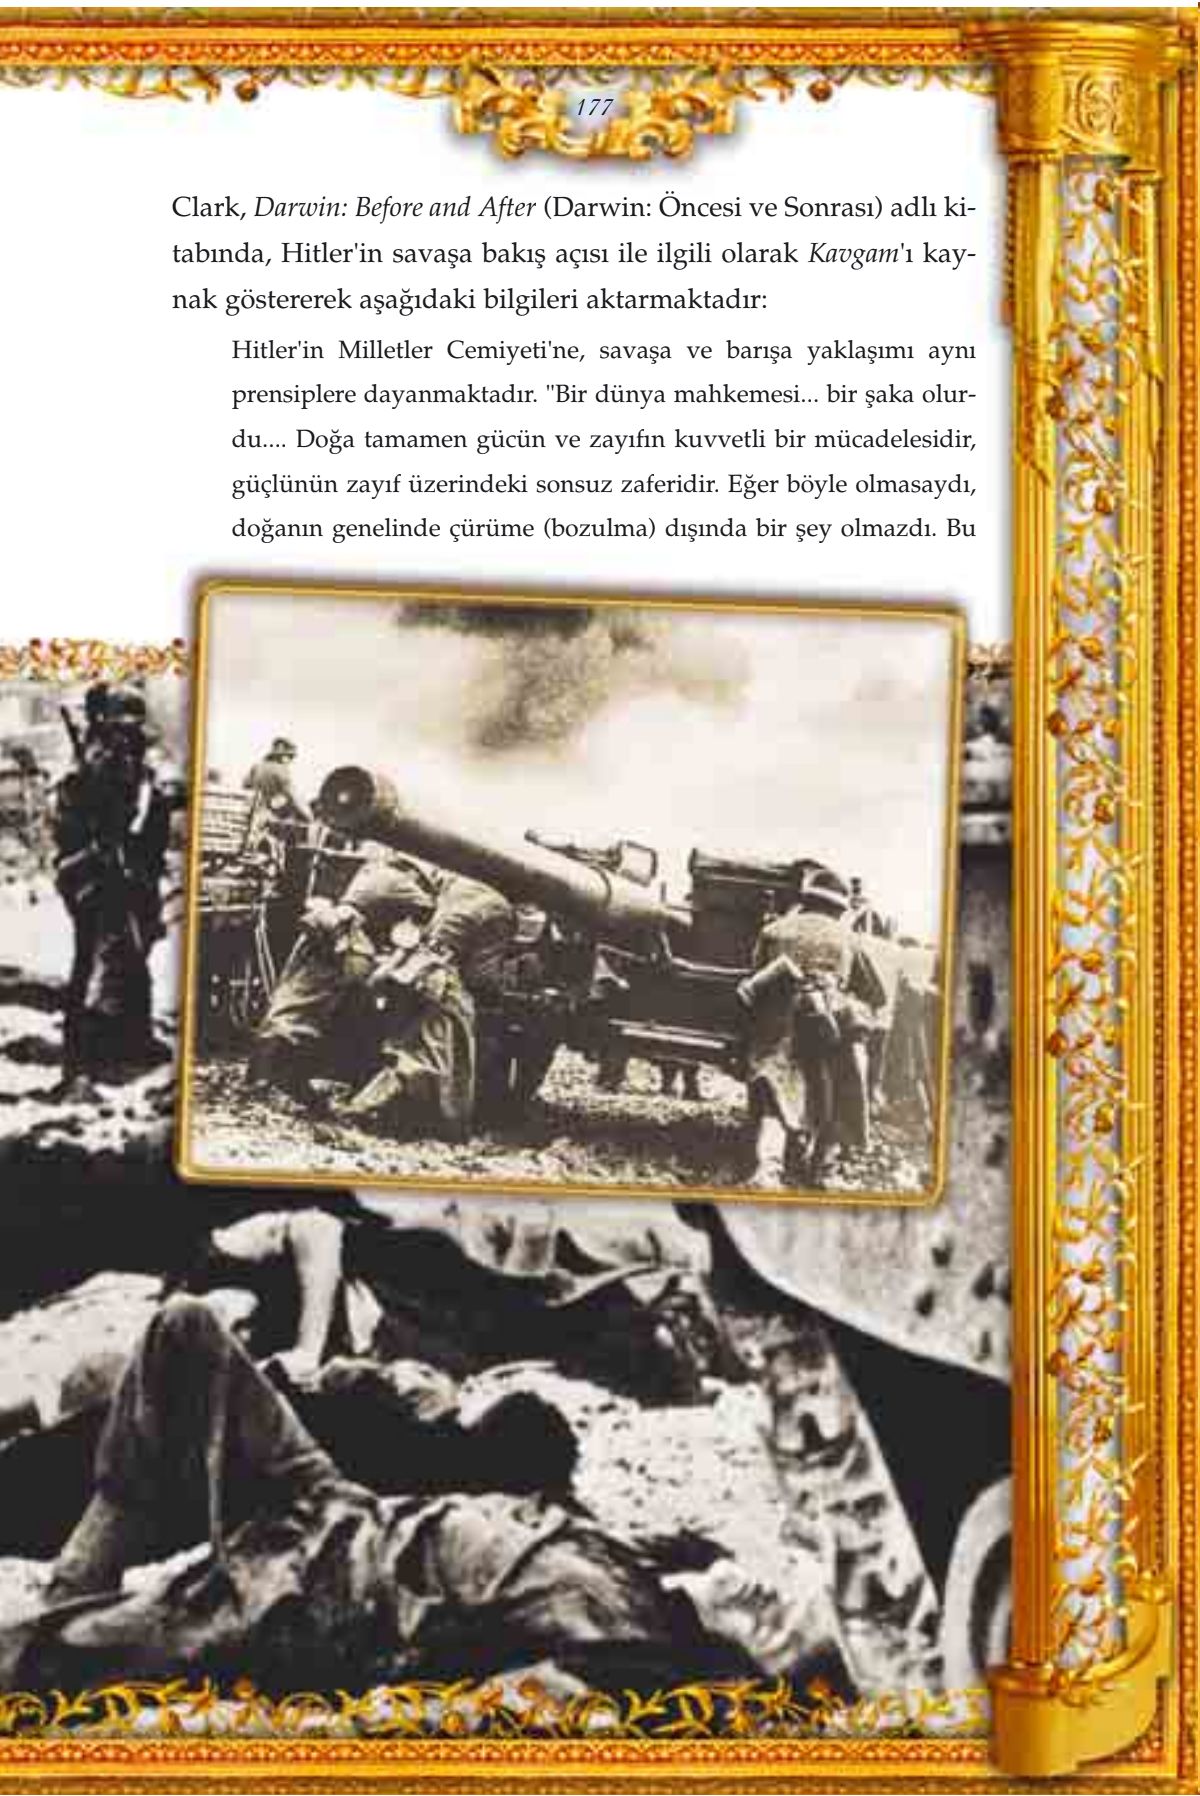 177
Clark, Darwin: Before and After (Darwin: Öncesi ve Sonrası) adlı ki-
tabında, Hitler'in savaşa bakış açısı ile ilgili olarak Kavgam'ı kay-
nak göstererek aşağıdaki bilgileri aktarmaktadır:
Hitler'in Milletler Cemiyeti'ne, savaşa ve barışa yaklaşımı aynı
prensiplere dayanmaktadır. "Bir dünya mahkemesi... bir şaka olur-
du.... Doğa tamamen gücün ve zayıfın kuvvetli bir mücadelesidir,
güçlünün zayıf üzerindeki sonsuz zaferidir. Eğer böyle olmasaydı,
doğanın genelinde çürüme (bozulma) dışında bir şey olmazdı. Bu